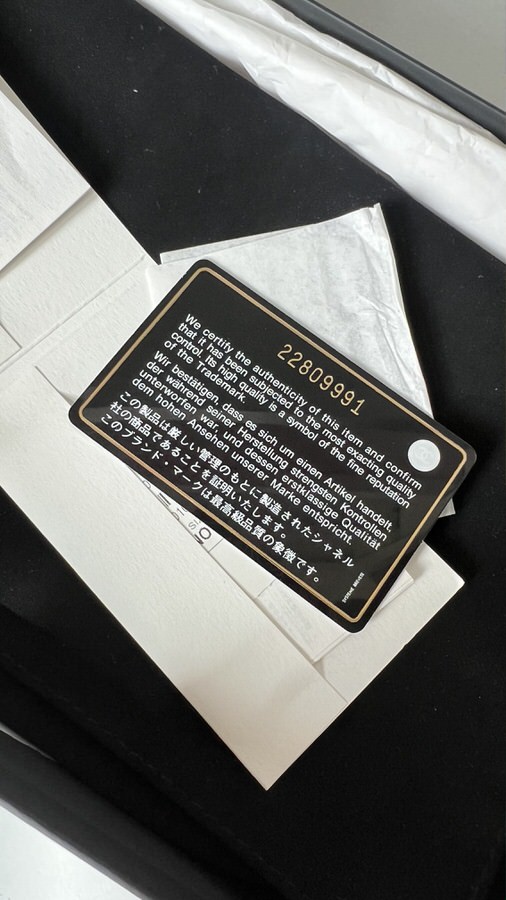 22809991
We certify the authenticity of this item and confirm
that it has been subjected to the most exacting quality
control. Its high quality is a symbol of the fine reputation
of the Trademark.
Wir bestätigen, dass es sich um einen Artikel handelt,
der während seiner Herstellung strengsten Kontrollen
unterworfen war, und dessen erstklassige Qualität
dem hohen Ansehen unserer Marke entspricht.
この製品は厳しい管理のもとに製造されたシャネル
社の商品であることを証明いたします。
このブランド・マークは最高級品質の象徴です。